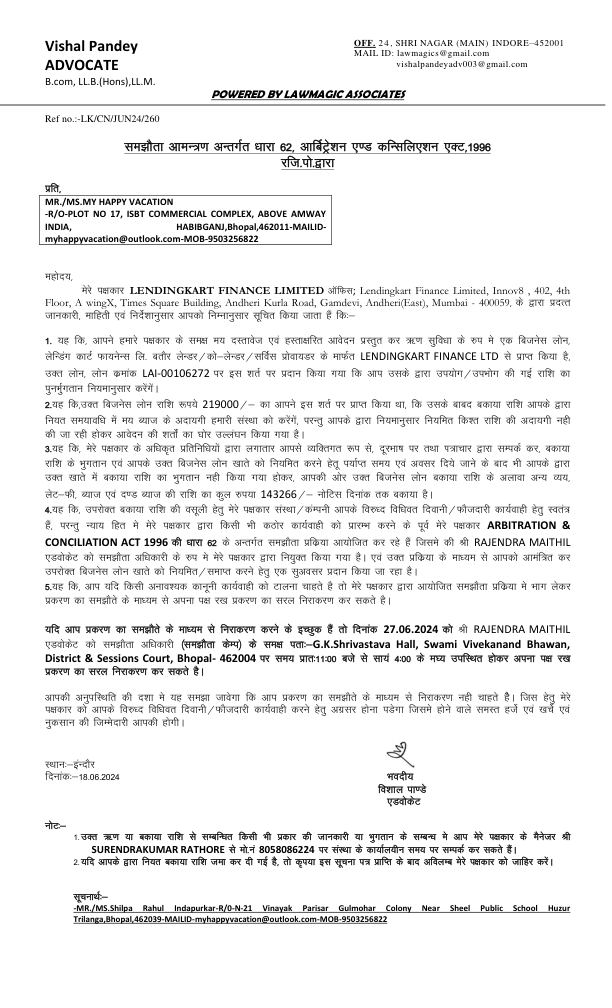 Vishal Pandey
ADVOCATE
B.com, LL.B.(Hons),LL.M.
OFF. 24, SHRI NAGAR (MAIN) INDORE–452001
MAIL ID: lawmagics@gmail.com
vishalpandeyadv003@gmail.com
POWERED BY LAWMAGIC ASSOCIATES
Ref no.:-LK/CN/JUN24/260
समझौता आमन्त्रण अन्तर्गत धारा 62, आर्बिट्रेशन एण्ड कन्सिलिएशन एक्ट,1996
रजि.पो.द्वारा
प्रति,
MR./MS.MY HAPPY VACATION
-R/O-PLOT NO 17, ISBT COMMERCIAL COMPLEX, ABOVE AMWAY
INDIA, HABIBGANJ,Bhopal,462011-MAILID-
myhappyvacation@outlook.com-MOB-9503256822
महोदय,
मेरे पक्षकार LENDINGKART FINANCE LIMITED ऑफिस; Lendingkart Finance Limited, Innov8 , 402, 4th
Floor, A wingX, Times Square Building, Andheri Kurla Road, Gamdevi, Andheri(East), Mumbai - 400059, के द्वारा प्रदत्त
जानकारी, माहिती एवं निर्देशानुसार आपको निम्नानुसार सूचित किया जाता हैं कि:–
1. यह कि, आपने हमारे पक्षकार के समक्ष मय दस्तावेज एवं हस्ताक्षरित आवेदन प्रस्तुत कर ऋण सुविधा के रुप मे एक बिजनेस लोन,
लेन्डिंग कार्ट फायनेन्स लि. बतौर लेन्डर/को–लेन्डर/सर्विस प्रोवायडर के मार्फत LENDINGKART FINANCE LTD से प्राप्त किया है,
उक्त लोन, लोन क्रमांक LAI-00106272 पर इस शर्त पर प्रदान किया गया कि आप उसके द्वारा उपयोग/उपभोग की गई राशि का
पुनर्मुगतान नियमानुसार करेंगें।
2.यह कि,उक्त बिजनेस लोन राशि रूपये 219000/– का आपने इस शर्त पर प्राप्त किया था, कि उसके बादद बकाया राशि आपके द्वारा
नियत समयावधि में मय ब्याज के अदायगी हमारी संस्था को करेंगें, परन्तु आपके द्वारा नियमानुसार नियमित किश्त राशि की अदायगी नही
की जा रही होकर आवेदन की शर्तों का घोर उल्लंघन किया गया है।
3.यह कि, मेरे पक्षकार के अधिकृत प्रतिनिधियों द्वारा लगातार आपसे व्यक्तिगत रूप से, दूरभाष पर तथा पत्राचार द्वारा सम्पर्क कर, बकाया
राशि के भुगतान एवं आपके उक्त बिजनेस लोन खाते को नियमित करने हेतू पर्याप्त समय एवं अवसर दिये जाने के बाद भी आपके द्वारा
उक्त खाते में बकाया राशि का भुगतान नही किया गया होकर, आपकी ओर उक्त बिजनेस लोन बकाया राशि के अलावा अन्य व्यय,
लेट–फी, ब्याज एवं दण्ड ब्याज की राशि का कुल रुपया 143266/– नोटिस दिनांक तक बकाया है।
4.यह कि, उपरोक्त बकाया राशि की वसूली हेतु मेरे पक्षकार संस्था/कम्पनी आपके विरुध्द विधिवत दिवानी/फौजदारी कार्यवाही हेतु स्वतंत्र
हैं, परन्तु न्याय हित मे मेरे पक्षकार द्वारा किसी भी कठोर कार्यवाही को प्रारम्भ करने के पूर्व मेरे पक्षकार ARBITRATION &
CONCILIATION ACT 1996 की धारा 62 के अन्तर्गत समझौता प्रक्रिया आयोजित कर रहे हैं जिसमे की श्री RAJENDRA MAITHIL
एडवोकेट को समझौता अधिकारी के रुप मे मेरे पक्षकार द्वारा नियुक्त किया गया है। एवं उक्त प्रक्रिया के माध्यम से आपको आमंत्रित कर
उपरोक्त बिजनेस लोन खाते को नियमित/समाप्त करने हेतु एक सुअवसर प्रदान किया जा रहा है।
5.यह कि, आप यदि किसी अनावश्यक कानूनी कार्यवाही को टालना चाहते है तो मेरे पक्षकार द्वारा आयोजित समझौता प्रक्रिया मे भाग लेकर
प्रकरण का समझौते के माध्यम से अपना पक्ष रख प्रकरण का सरल निराकरण कर सकते है।
यदि आप प्रकरण का समझौते के माध्यम से निराकरण करने के इच्छुक हैं तो दिनांक 27.06.2024 को श्री RAJENDRA MAITHIL
एडवोकेट को समझौता अधिकारी (समझौता केम्प) के समक्ष पताः–G.K.Shrivastava Hall, Swami Vivekanand Bhawan,
District & Sessions Court, Bhopal- 462004 पर समय प्रातः11:00 बजे से सायं 4:00 के मघ्य उपस्थित होकर अपना पक्ष रख
प्रकरण का सरल निराकरण कर सकते है।
आपकी अनुपस्थिति की दशा मे यह समझा जावेगा कि आप प्रकरण का समझौते के माध्यम से निराकरण नही चाहते है। जिस हेतु मेरे
पक्षकार को आपके विरुध्द विधिवत दिवानी/फौजदारी कार्यवाही करने हेतु अग्रसर होना पडेगा जिसमे होने वाले समस्त हर्जे एवं खर्चे एवं
नुकसान की जिम्मेदारी आपकी होगी।
स्थानः–इंन्दौर
दिनांकः–18.06.2024
भवदीय
विशाल पाण्डे
एडवोकेट
नोटः–
1.उक्त ऋण या बकाया राशि से सम्बन्धित किसी भी प्रकार की जानकारी या भुगतान के सम्बन्ध मे आप मेरे पक्षकार के मैनेजर श्री
SURENDRAKUMAR RATHORE से मो.नं 8058086224 पर संस्था के कार्यालयीन समय पर सम्पर्क कर सकते हैं।
2.यदि आपके द्वारा नियत बकाया राशि जमा कर दी गई है, तो कृपया इस सूचना पत्र प्राप्ति के बाद अविलम्ब मेरे पक्षकार को जाहिर करें।
सूचनार्थः–
-MR./MS.Shilpa Rahul Indapurkar-R/0-N-21 Vinayak Parisar Gulmohar Colony Near Sheel Public School Huzur
Trilanga,Bhopal,462039-MAILID-myhappyvacation@outlook.com-MOB-9503256822